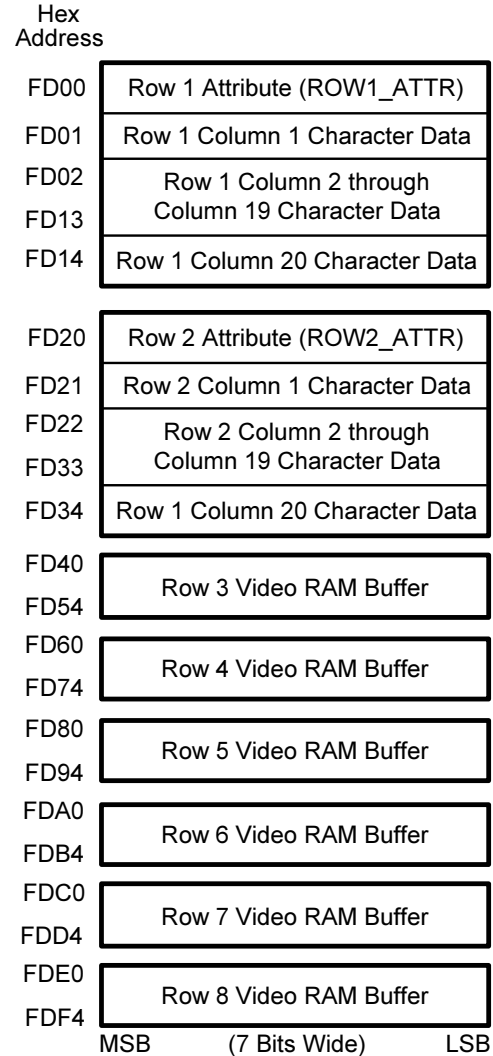 Hex
Address
FD00 Row 1 Attribute (ROW1_ATTR)
FD01 Row 1 Column 1 Character Data
FD02 Row 1 Column 2 through
FD13 Column 19 Character Data
FD14 Row 1 Column 20 Character Data
FD20 Row 2 Attribute (ROW2_ATTR)
FD21 Row 2 Column 1 Character Data
FD22 Row 2 Column 2 through
FD33 Column 19 Character Data
FD34 Row 1 Column 20 Character Data
FD40
Row 3 Video RAM Buffer
FD54
FD60
Row 4 Video RAM Buffer
FD74
FD80
Row 5 Video RAM Buffer
FD94
FDA0
Row 6 Video RAM Buffer
FDB4
FDC0
Row 7 Video RAM Buffer
FDD4
FDE0
Row 8 Video RAM Buffer
FDF4
MSB (7 Bits Wide) LSB